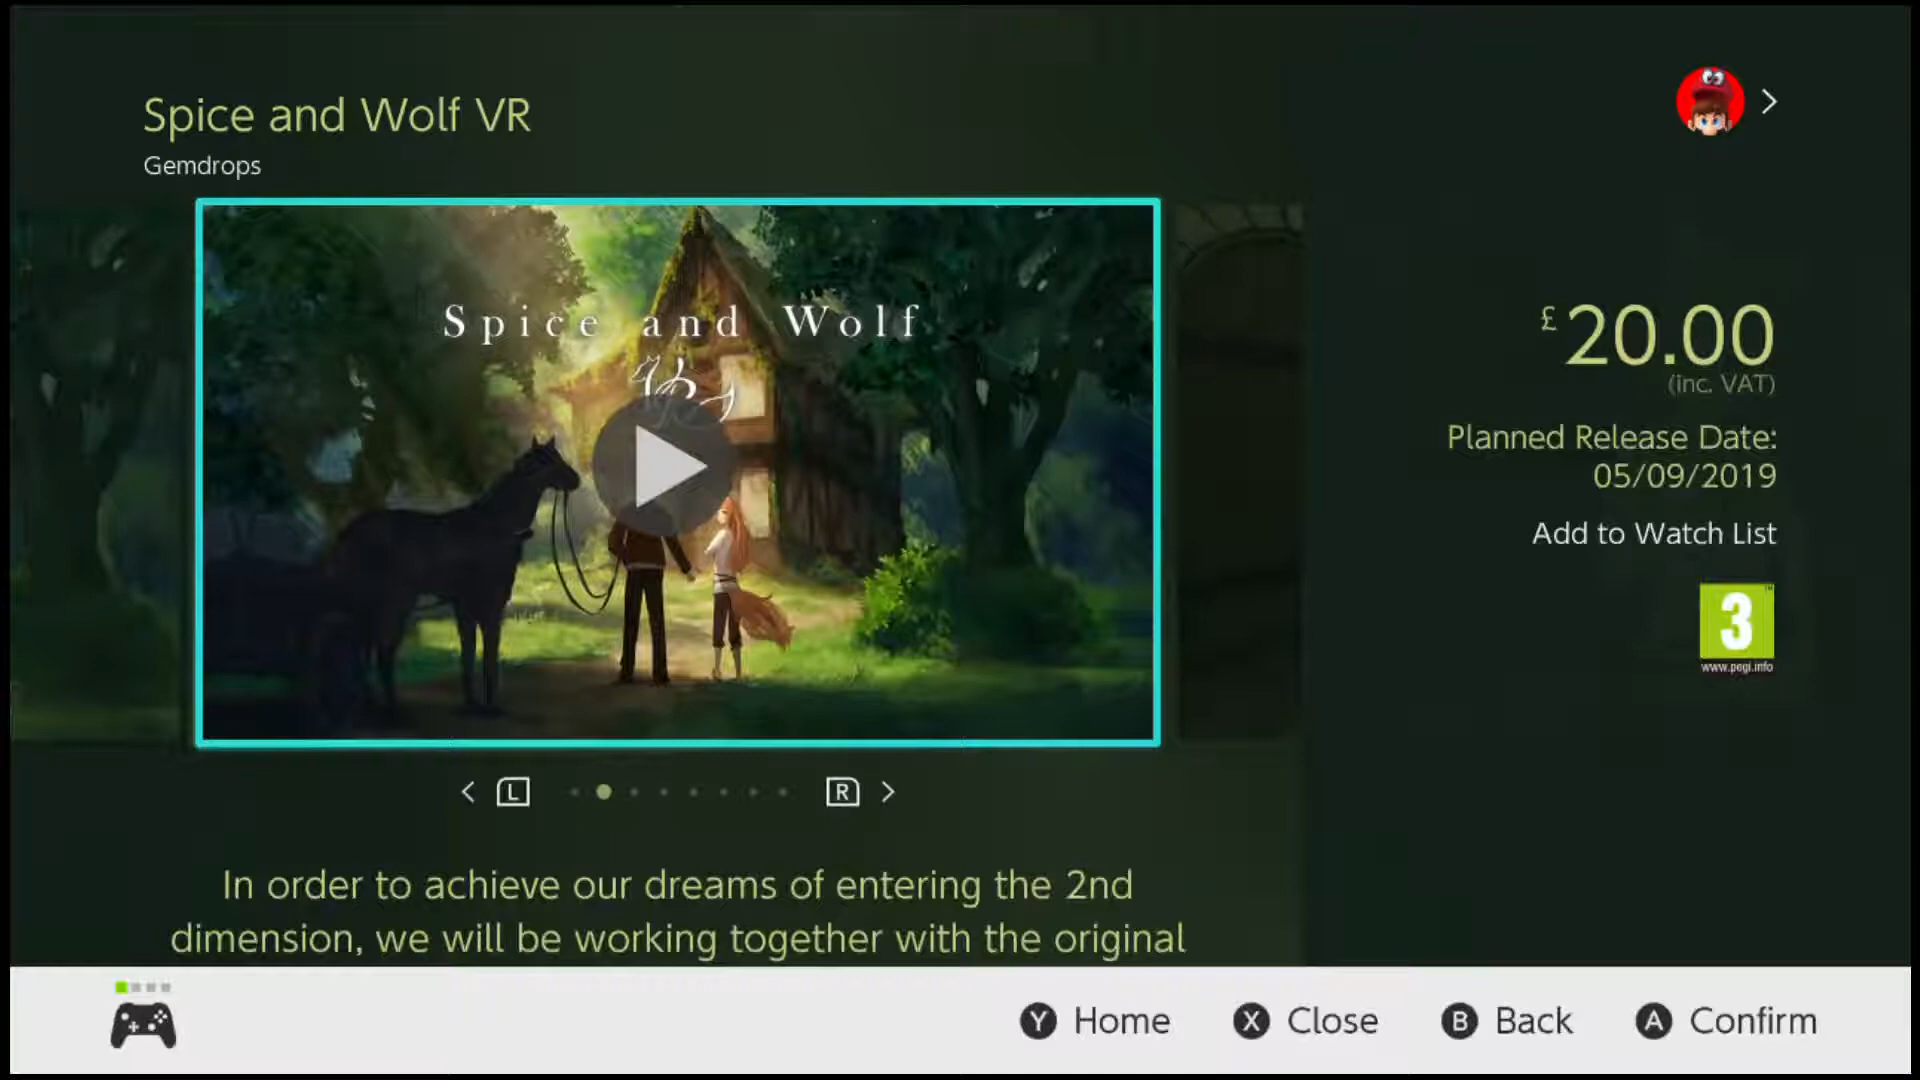 Spice and Wolf VR
Gemdrops
Spice and Wolf
VR
£20.00
(inc. VAT)
Planned Release Date:
05/09/2019
Add to Watch List
3
www.pegi.info
L
R
In order to achieve our dreams of entering the 2nd
dimension, we will be working together with the original
Y Home X Close B Back A Confirm